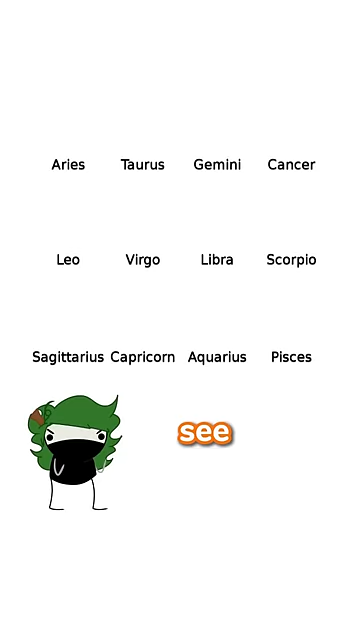 Aries Taurus Gemini Cancer
Leo Virgo Libra Scorpio
Sagittarius Capricorn Aquarius Pisces
see